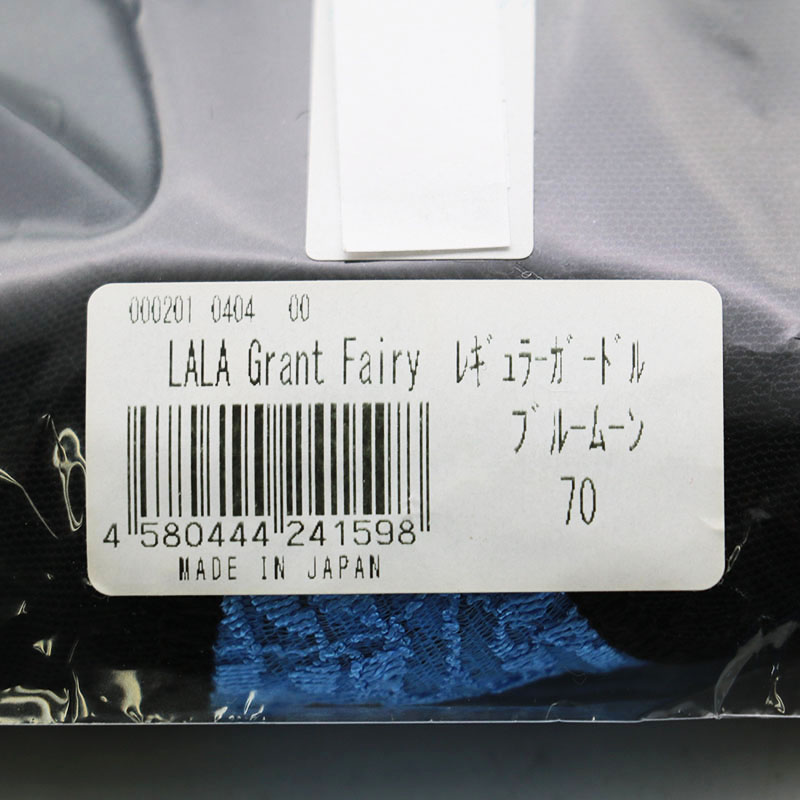 000201 0404 00
LALA Grant Fairy ﾚｷﾞｭﾗｰｶﾞｰﾄﾞﾙ
ﾌﾞﾙｰﾑｰﾝ
70
4 580444 241598
MADE IN JAPAN